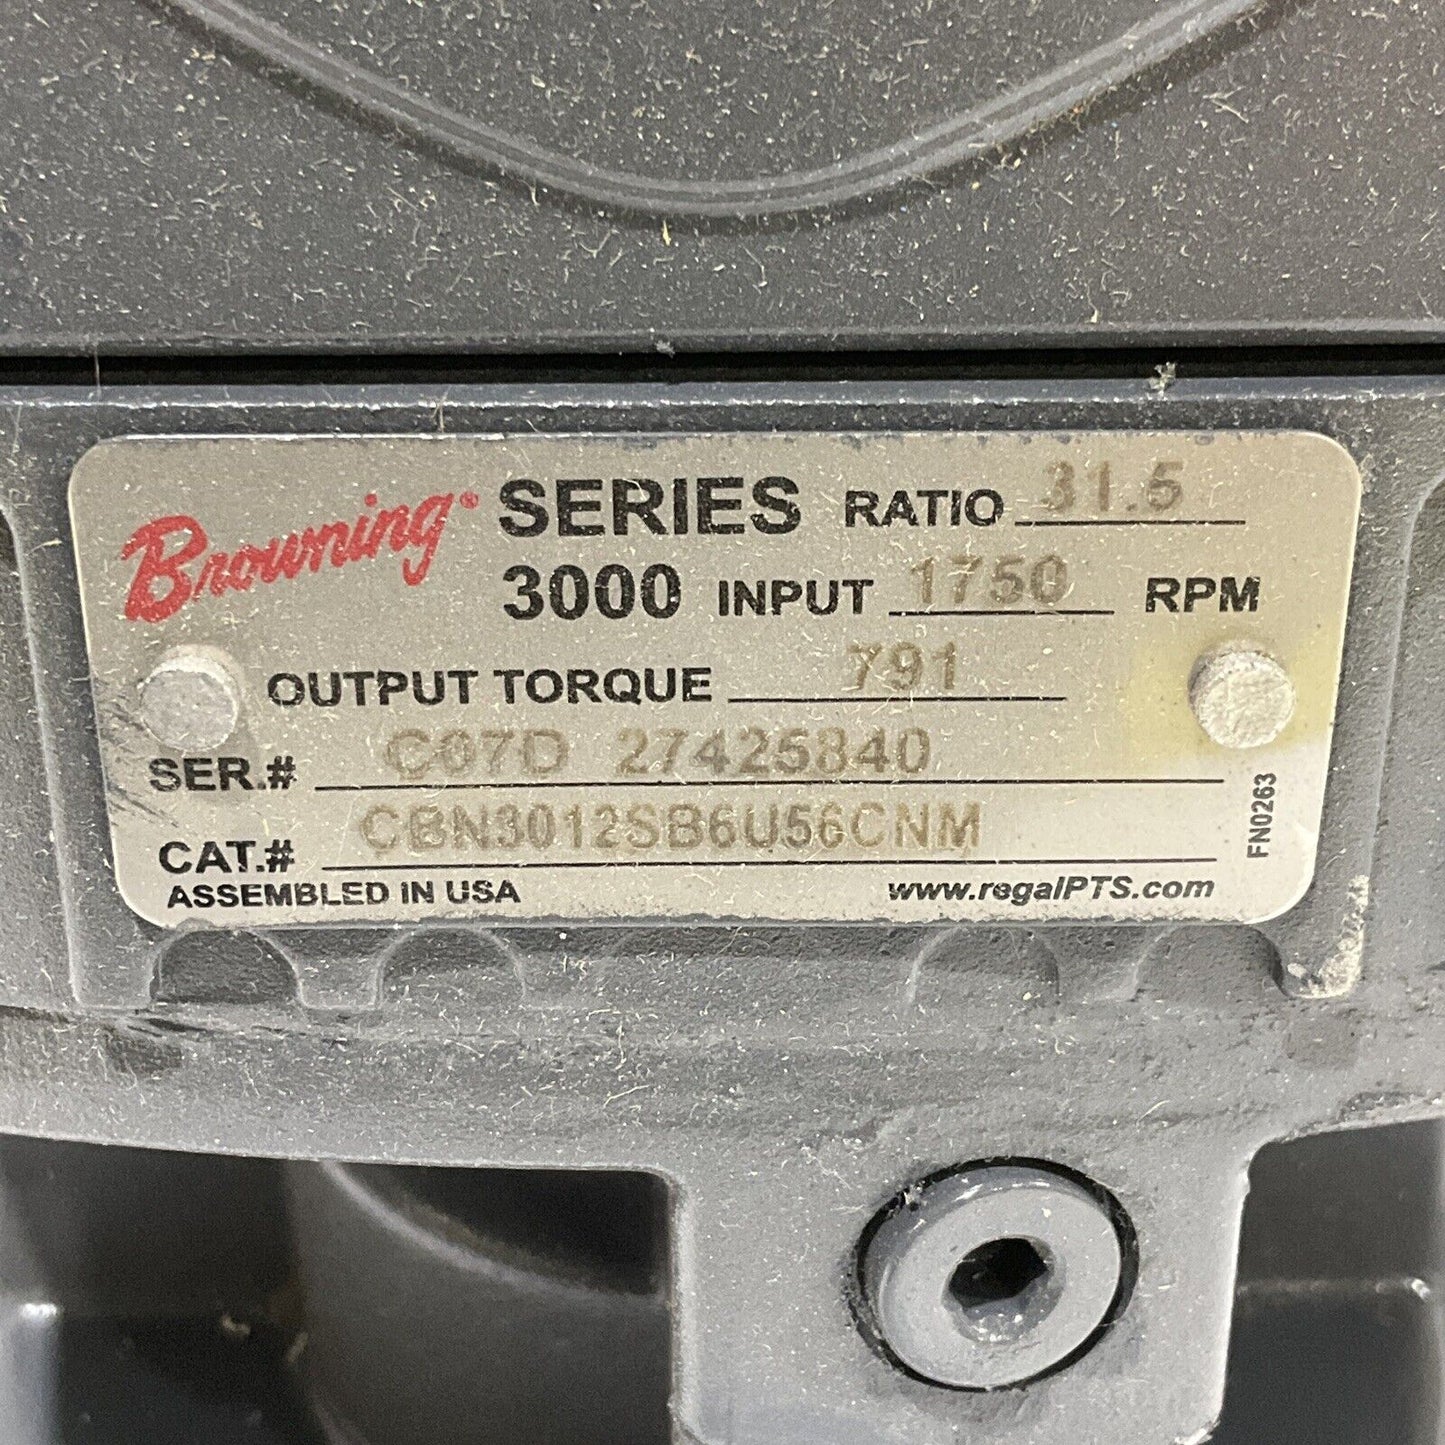 Browning® SERIES RATIO 31.5
3000 INPUT 1750 RPM
OUTPUT TORQUE 791
SER.# C07D 27425840
CAT.# CBN3012SB6U56CNM
ASSEMBLED IN USA www.regalPTS.com
FN0263